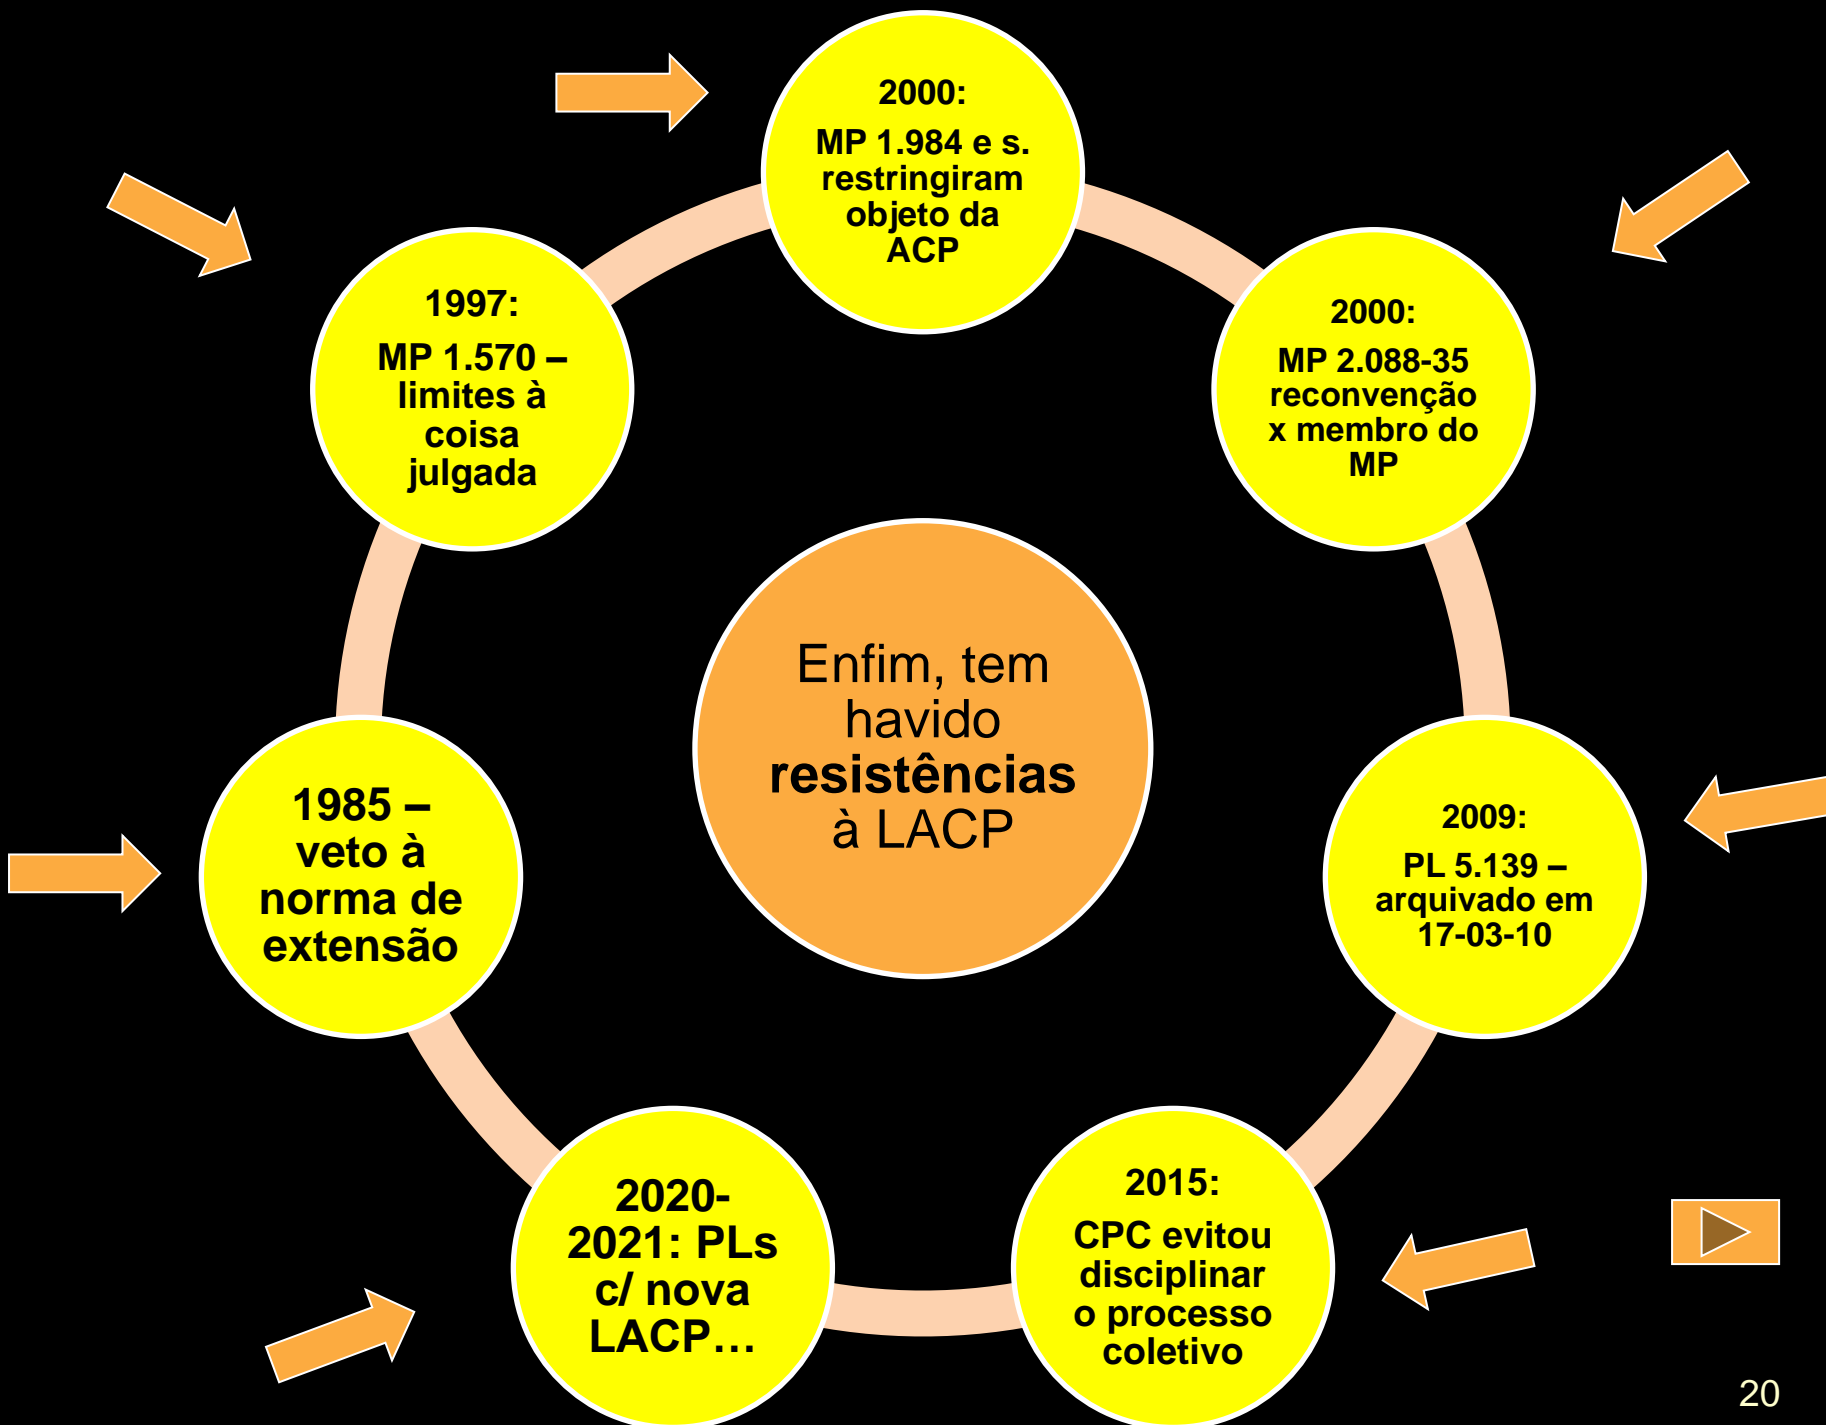 2000:
MP 1.984 e s.
restringiram
objeto da
ACP
1997:
MP 1.570 –
limites à
coisa
julgada
2000:
MP 2.088-35
reconvenção
x membro do
MP
Enfim, tem
havido
resistências
à LACP
1985 –
veto à
norma de
extensão
2009:
PL 5.139 –
arquivado em
17-03-10
2020-
2021: PLs
c/ nova
LACP…
2015:
CPC evitou
disciplinar
o processo
coletivo
20